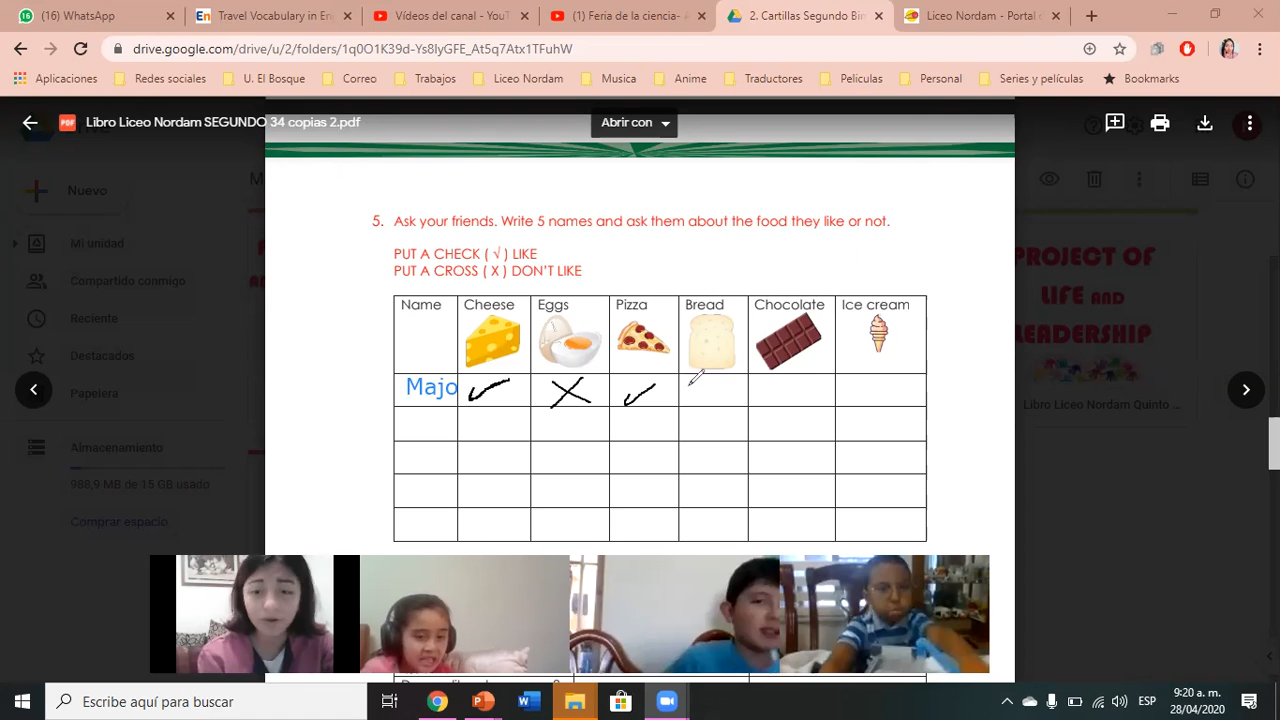 (16) WhatsApp
Travel Vocabulary in En
Vídeos del canal - YouT
(1) Feria de la ciencia- A
2. Cartillas Segundo Bin
Liceo Nordam - Portal c
drive.google.com/drive/u/2/folders/1q0O1K39d-Ys8lyGFE_At5q7Atx1TFuhW
Aplicaciones
Redes sociales
U. El Bosque
Correo
Trabajos
Liceo Nordam
Musica
Anime
Traductores
Peliculas
Personal
Series y películas
Bookmarks
PDF
Libro Liceo Nordam SEGUNDO 34 copias 2.pdf
Abrir con
Nuevo
Mi unidad
Compartido conmigo
Reciente
Destacados
Papelera
Almacenamiento
988,9 MB de 15 GB usado
Comprar espacio
PROJECT OF
LIFE AND
LEADERSHIP
Libro Liceo Nordam Quinto ...
5. Ask your friends. Write 5 names and ask them about the food they like or not.
PUT A CHECK ( √ ) LIKE
PUT A CROSS ( X ) DON'T LIKE
Name Cheese Eggs Pizza Bread Chocolate Ice cream
Majo ✓ X ✓
Escribe aquí para buscar
ESP
9:20 a. m.
28/04/2020